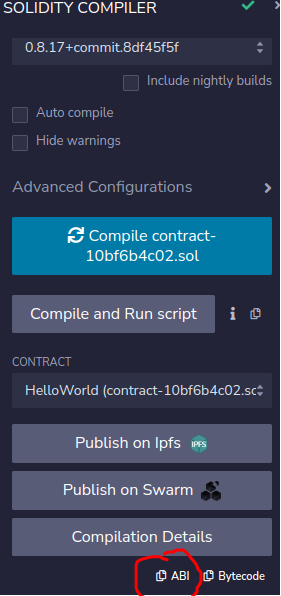 SOLIDITY COMPILER
0.8.17+commit.8df45f5f
Include nightly builds
Auto compile
Hide warnings
Advanced Configurations
Compile contract-
10bf6b4c02.sol
Compile and Run script
CONTRACT
HelloWorld (contract-10bf6b4c02.sc
Publish on Ipfs
IPFS
Publish on Swarm
Compilation Details
ABI Bytecode